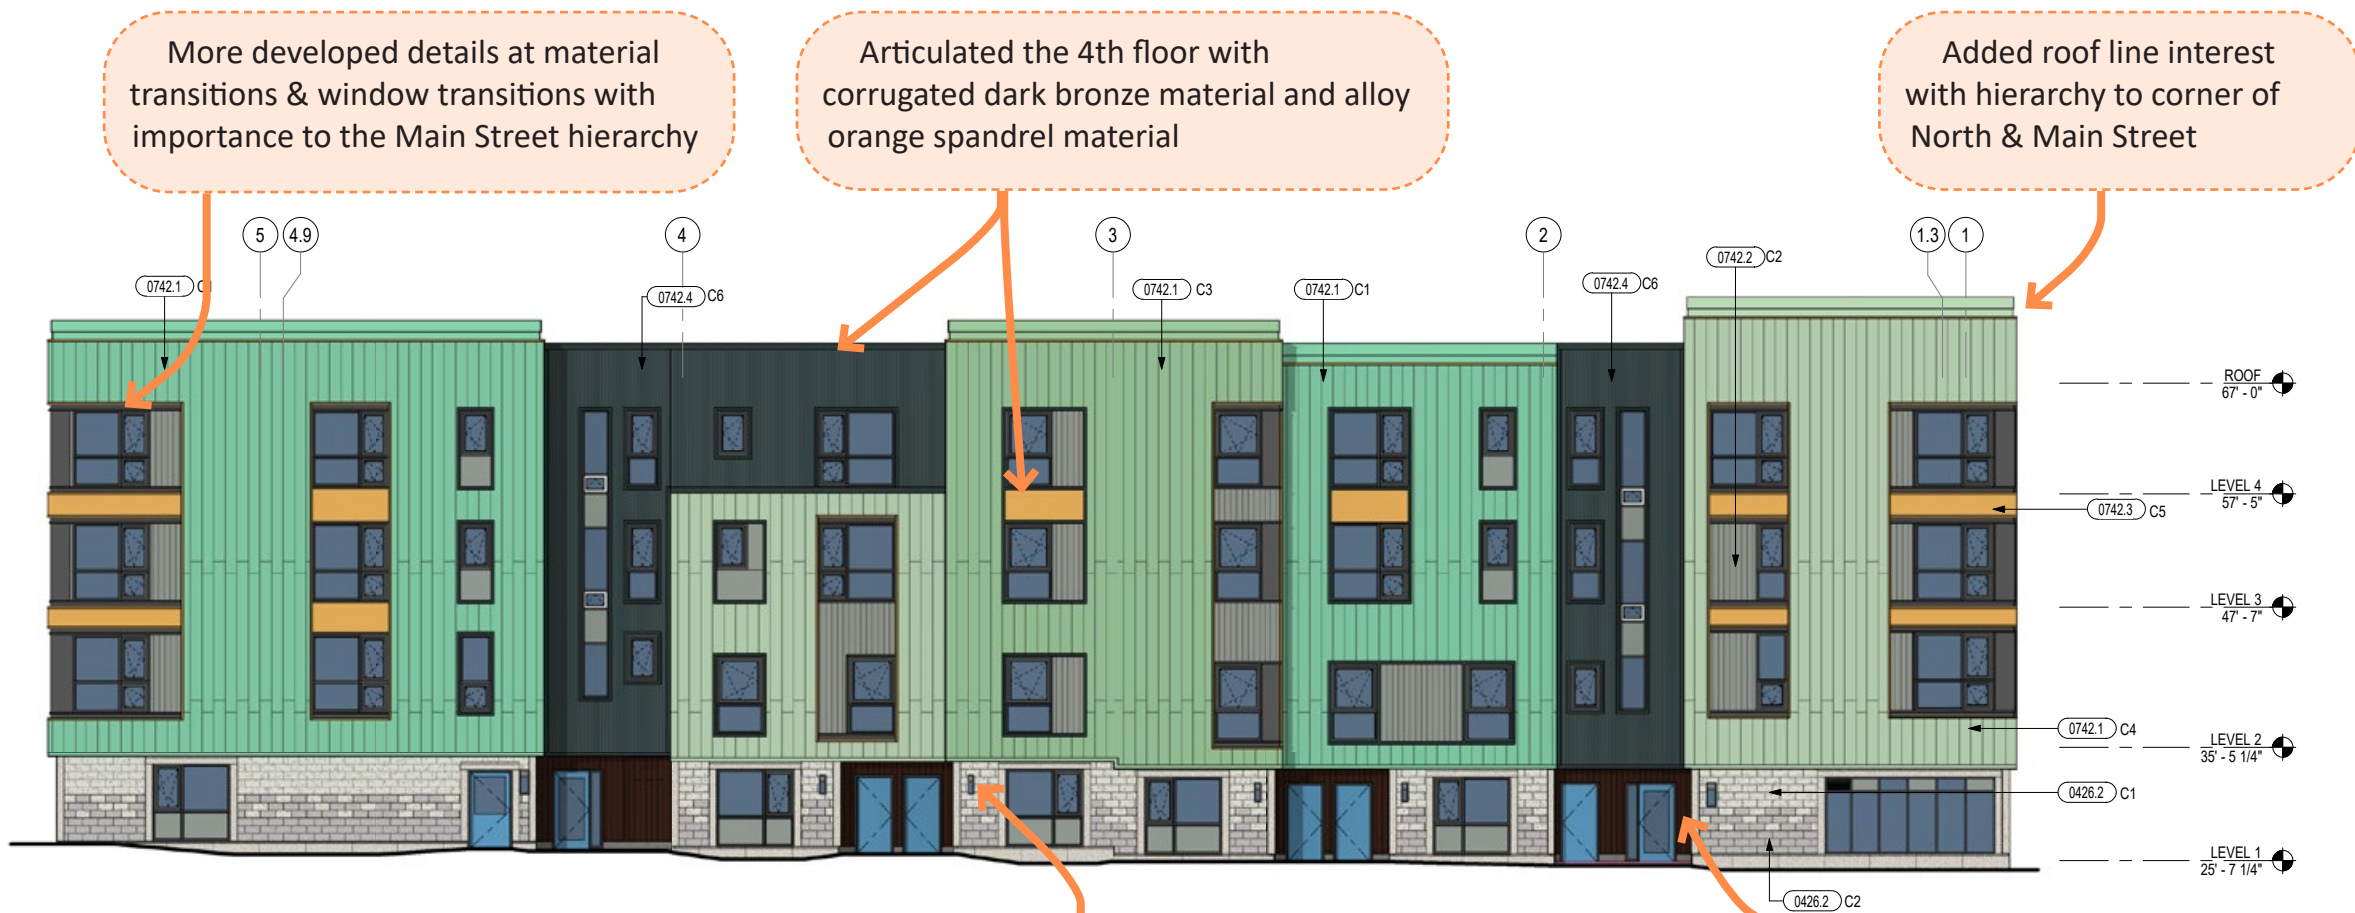 More developed details at material
transitions & window transitions with
importance to the Main Street hierarchy
Articulated the 4th floor with
corrugated dark bronze material and alloy
orange spandrel material
Added roof line interest
with hierarchy to corner of
North & Main Street
5 4.9 4 3 2 1.3 1
0742.1
0742.4 C6
0742.1 C3
0742.1 C1
0742.4 C6
0742.2 C2
ROOF
67' - 0"
LEVEL 4
57' - 5"
0742.3 C5
LEVEL 3
47' - 7"
0742.1 C4
LEVEL 2
35' - 5 1/4"
0426.2 C1
LEVEL 1
25' - 7 1/4"
0426.2 C2